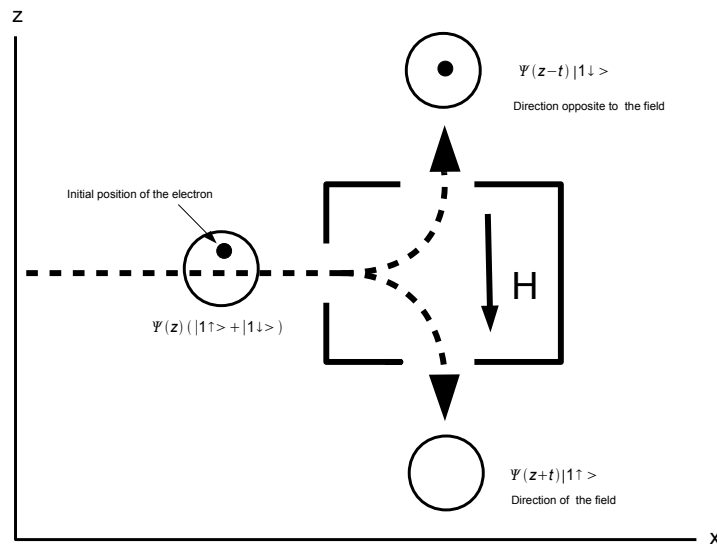 z
Ψ(z−t)|1↓>
Direction opposite to the field
Initial position of the electron
H
Ψ(z)(|1↑>+|1↓>)
Ψ(z+t)|1↑>
Direction of the field
x